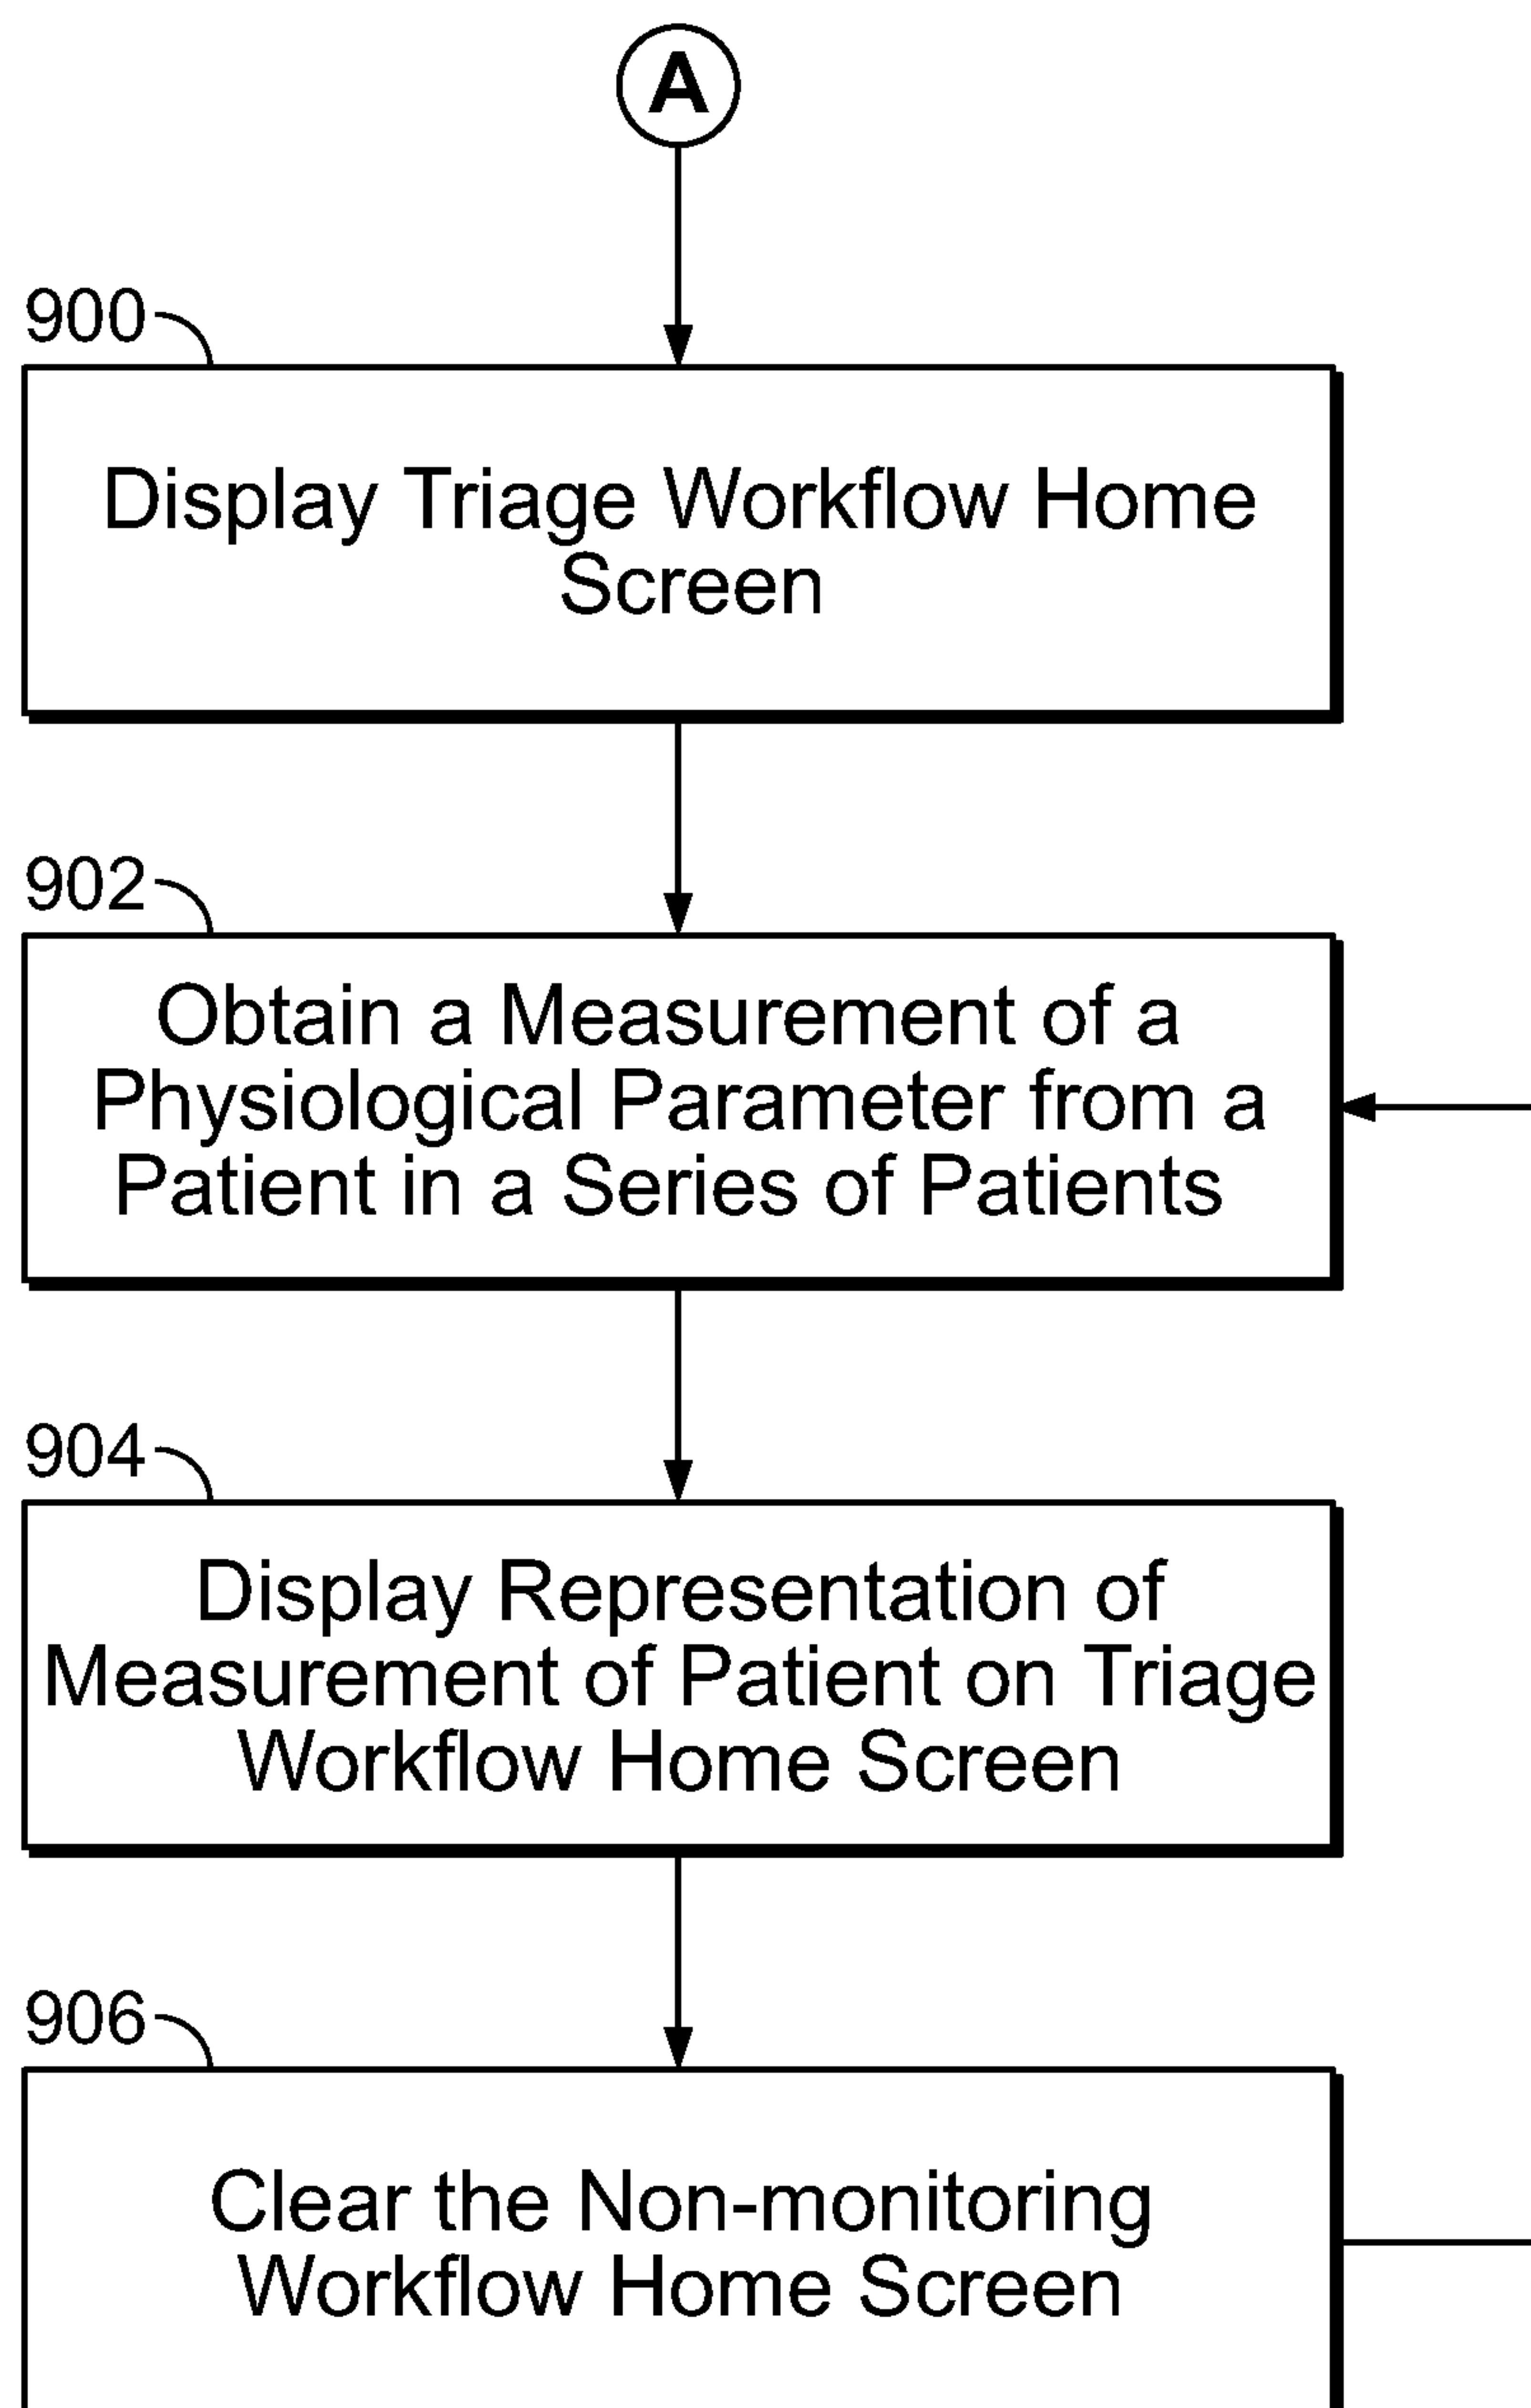 A
900
Display Triage Workflow Home
Screen
902
Obtain a Measurement of a
Physiological Parameter from a
Patient in a Series of Patients
904
Display Representation of
Measurement of Patient on Triage
Workflow Home Screen
906
Clear the Non-monitoring
Workflow Home Screen